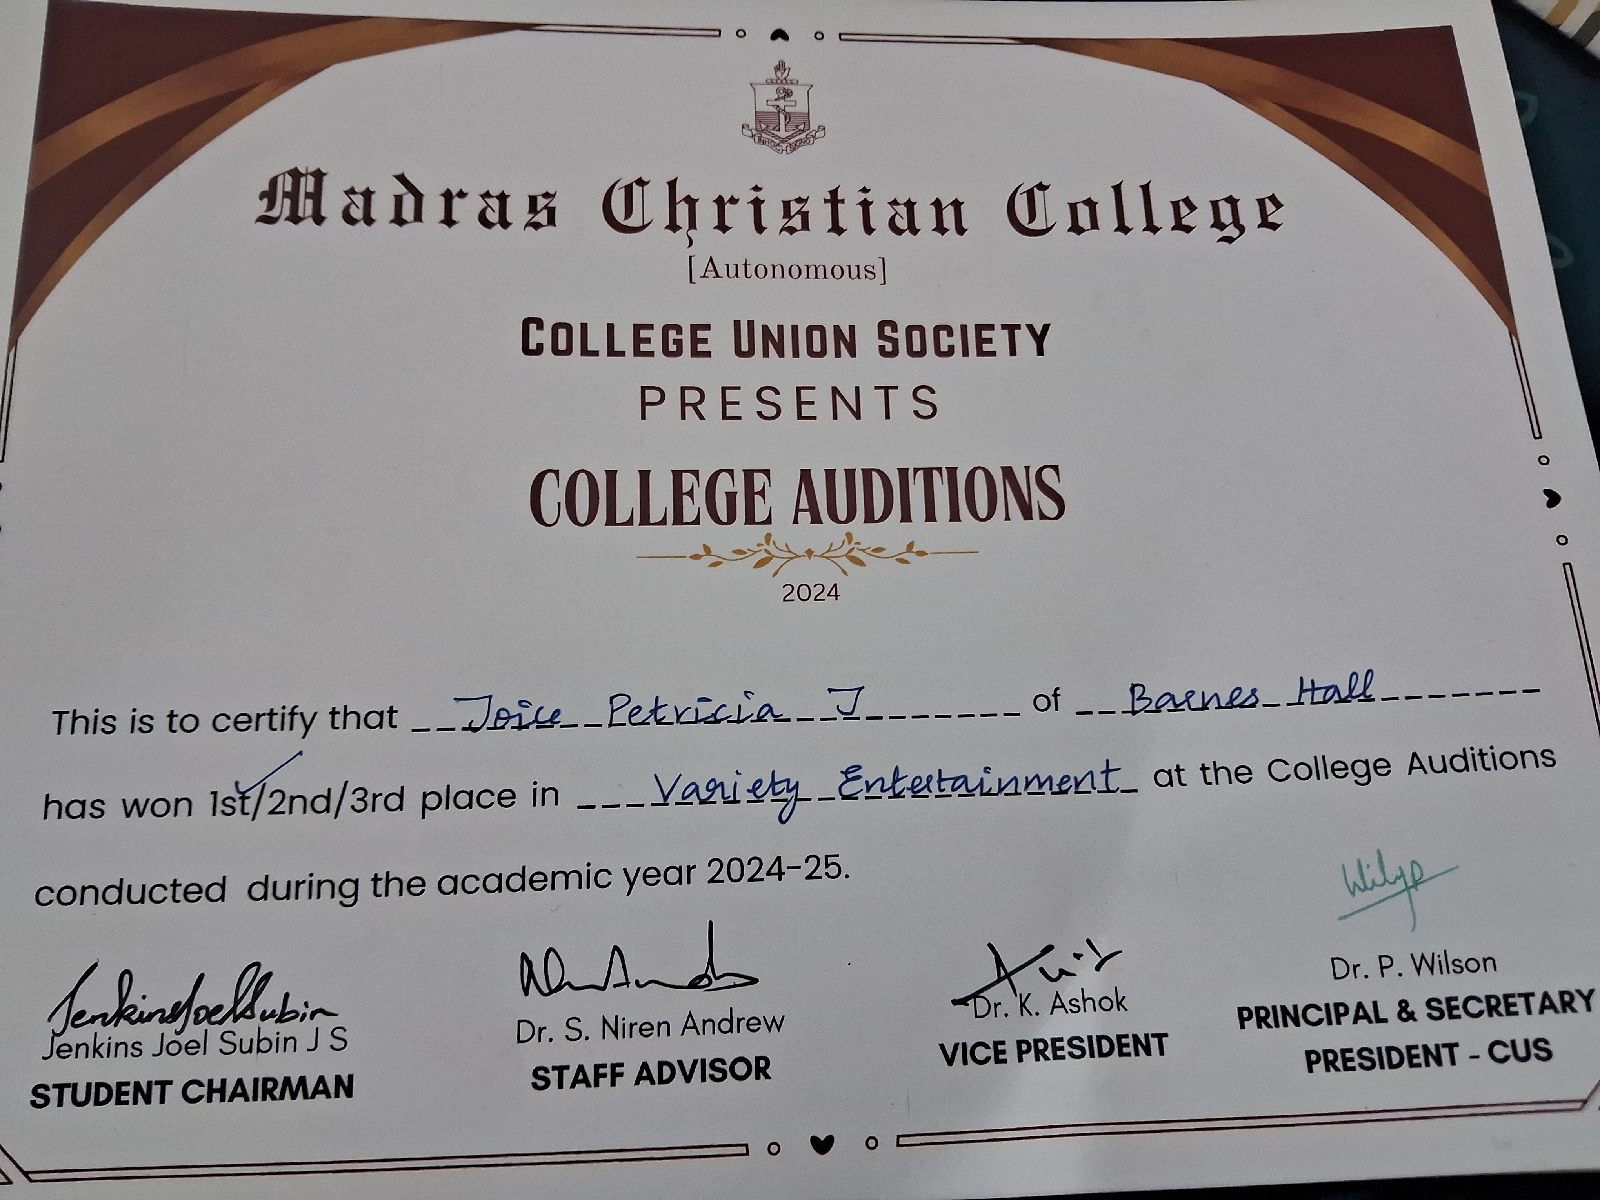 Madras Christian College
[Autonomous]
COLLEGE UNION SOCIETY
PRESENTS
COLLEGE AUDITIONS
2024
This is to certify that Joice Petricia J of Barnes Hall
has won 1st/2nd/3rd place in Variety Entertainment at the College Auditions
conducted during the academic year 2024-25.
Jenkins Joel Subin
Jenkins Joel Subin J S
STUDENT CHAIRMAN
Dr. S. Niren Andrew
STAFF ADVISOR
Dr. K. Ashok
VICE PRESIDENT
Dr. P. Wilson
PRINCIPAL & SECRETARY
PRESIDENT - CUS